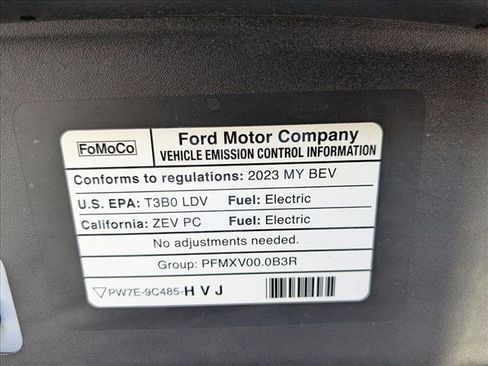 FoMoCo
Ford Motor Company
VEHICLE EMISSION CONTROL INFORMATION
Conforms to regulations: 2023 MY BEV
U.S. EPA: T3B0 LDV Fuel: Electric
California: ZEV PC Fuel: Electric
No adjustments needed.
Group: PFMXV00.0B3R
PW7E-9C485-HVJ